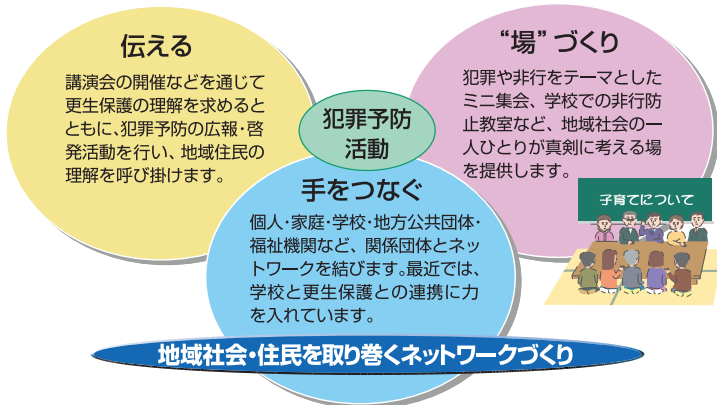 伝える
講演会の開催などを通じて
更生保護の理解を求めると
ともに、犯罪予防の広報・啓
発活動を行い、地域住民の
理解を呼び掛けます。
“場”づくり
犯罪や非行をテーマとした
ミニ集会、学校での非行防
止教室など、地域社会の一
人ひとりが真剣に考える場
を提供します。
子育てについて
犯罪予防
活動
手をつなぐ
個人・家庭・学校・地方公共団体・
福祉機関など、関係団体とネッ
トワークを結びます。最近では、
学校と更生保護との連携に力
を入れています。
地域社会・住民を取り巻くネットワークづくり